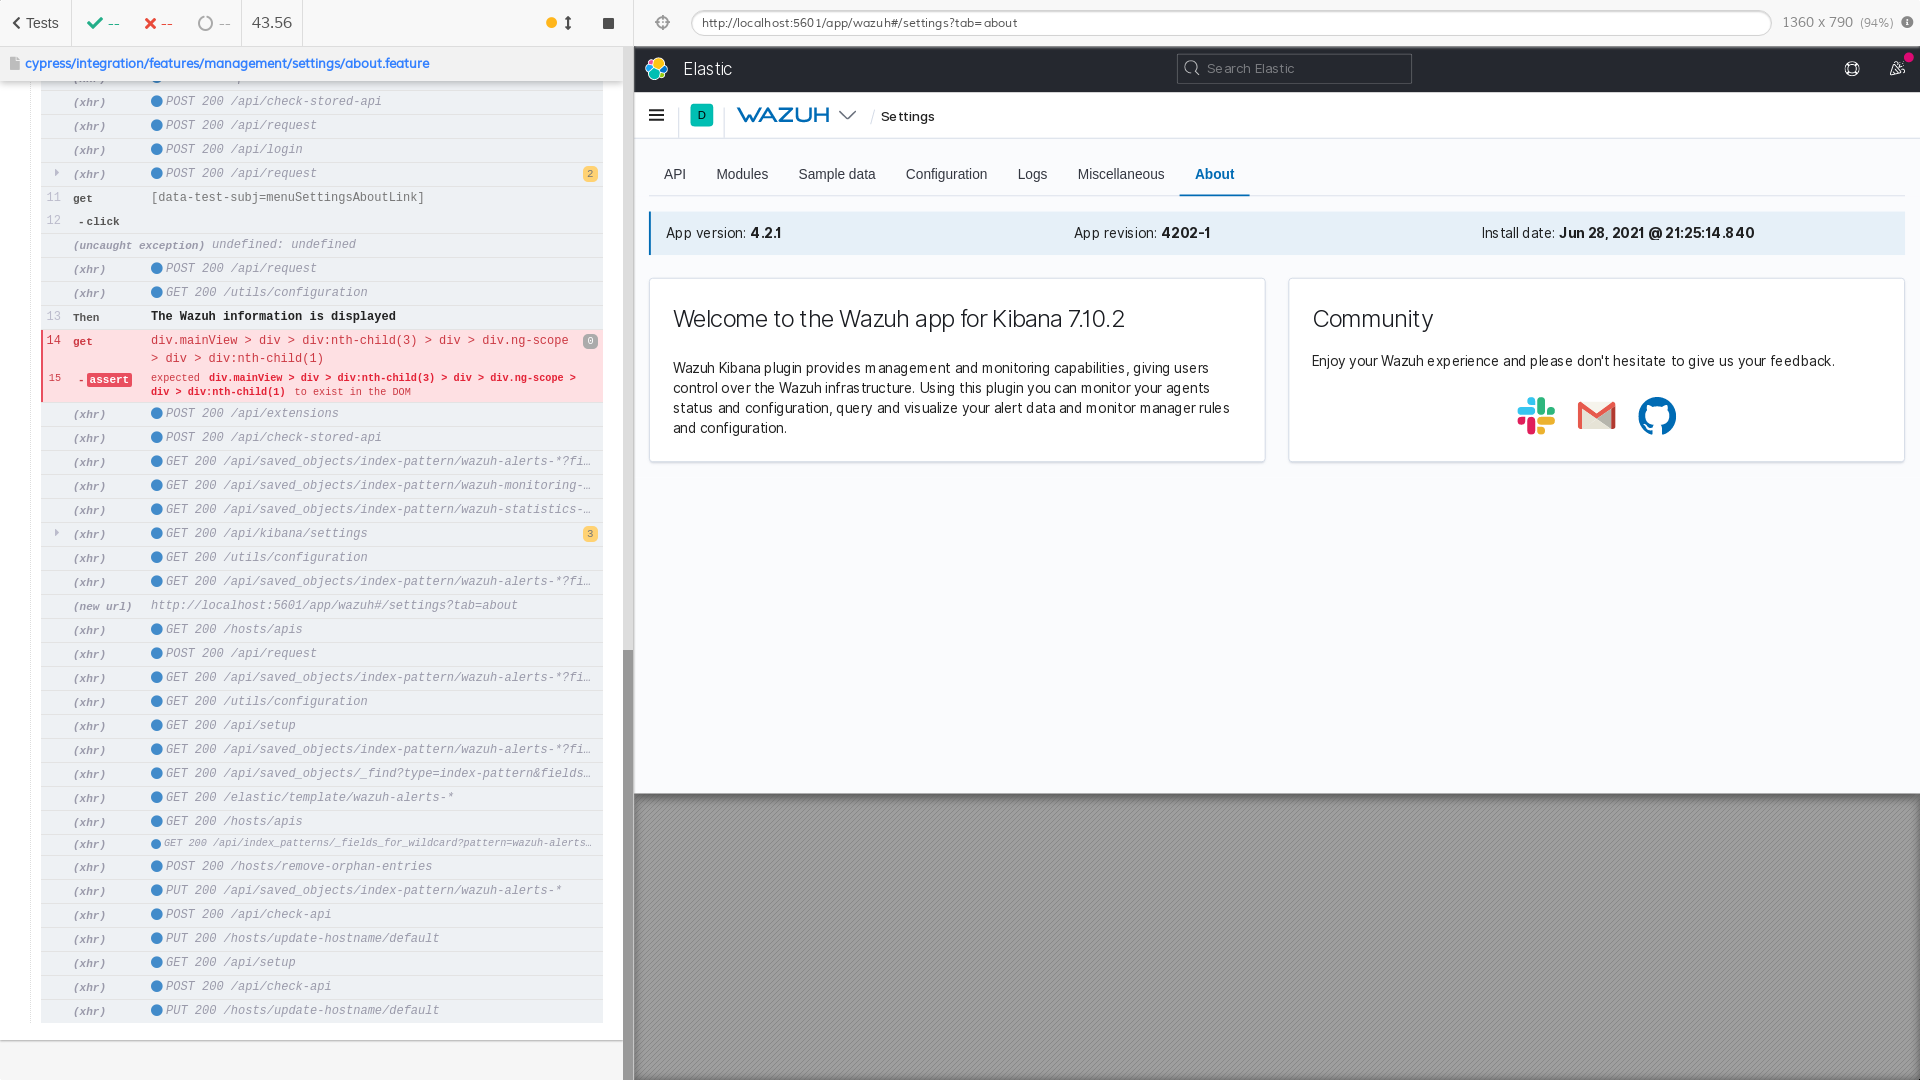 Tests
--
--
--
43.56
http://localhost:5601/app/wazuh#/settings?tab=about
1360 x 790 (94%)
cypress/integration/features/management/settings/about.feature
(xhr) POST 200 /api/check-stored-api
(xhr) POST 200 /api/request
(xhr) POST 200 /api/login
(xhr) POST 200 /api/request 2
11 get [data-test-subj=menuSettingsAboutLink]
12 -click
(uncaught exception) undefined: undefined
(xhr) POST 200 /api/request
(xhr) GET 200 /utils/configuration
13 Then The Wazuh information is displayed
14 get div.mainView > div > div:nth-child(3) > div > div.ng-scope 0
> div > div:nth-child(1)
15 -assert expected div.mainView > div > div:nth-child(3) > div > div.ng-scope >
div > div:nth-child(1) to exist in the DOM
(xhr) POST 200 /api/extensions
(xhr) POST 200 /api/check-stored-api
(xhr) GET 200 /api/saved_objects/index-pattern/wazuh-alerts-*?fi…
(xhr) GET 200 /api/saved_objects/index-pattern/wazuh-monitoring-…
(xhr) GET 200 /api/saved_objects/index-pattern/wazuh-statistics-…
(xhr) GET 200 /api/kibana/settings 3
(xhr) GET 200 /utils/configuration
(xhr) GET 200 /api/saved_objects/index-pattern/wazuh-alerts-*?fi…
(new url) http://localhost:5601/app/wazuh#/settings?tab=about
(xhr) GET 200 /hosts/apis
(xhr) POST 200 /api/request
(xhr) GET 200 /api/saved_objects/index-pattern/wazuh-alerts-*?fi…
(xhr) GET 200 /utils/configuration
(xhr) GET 200 /api/setup
(xhr) GET 200 /api/saved_objects/index-pattern/wazuh-alerts-*?fi…
(xhr) GET 200 /api/saved_objects/_find?type=index-pattern&fields…
(xhr) GET 200 /elastic/template/wazuh-alerts-*
(xhr) GET 200 /hosts/apis
(xhr) GET 200 /api/index_patterns/_fields_for_wildcard?pattern=wazuh-alerts…
(xhr) POST 200 /hosts/remove-orphan-entries
(xhr) PUT 200 /api/saved_objects/index-pattern/wazuh-alerts-*
(xhr) POST 200 /api/check-api
(xhr) PUT 200 /hosts/update-hostname/default
(xhr) GET 200 /api/setup
(xhr) POST 200 /api/check-api
(xhr) PUT 200 /hosts/update-hostname/default
Elastic
Search Elastic
D WAZUH / Settings
API Modules Sample data Configuration Logs Miscellaneous About
App version: 4.2.1 App revision: 4202-1 Install date: Jun 28, 2021 @ 21:25:14.840
Welcome to the Wazuh app for Kibana 7.10.2
Wazuh Kibana plugin provides management and monitoring capabilities, giving users
control over the Wazuh infrastructure. Using this plugin you can monitor your agents
status and configuration, query and visualize your alert data and monitor manager rules
and configuration.
Community
Enjoy your Wazuh experience and please don't hesitate to give us your feedback.